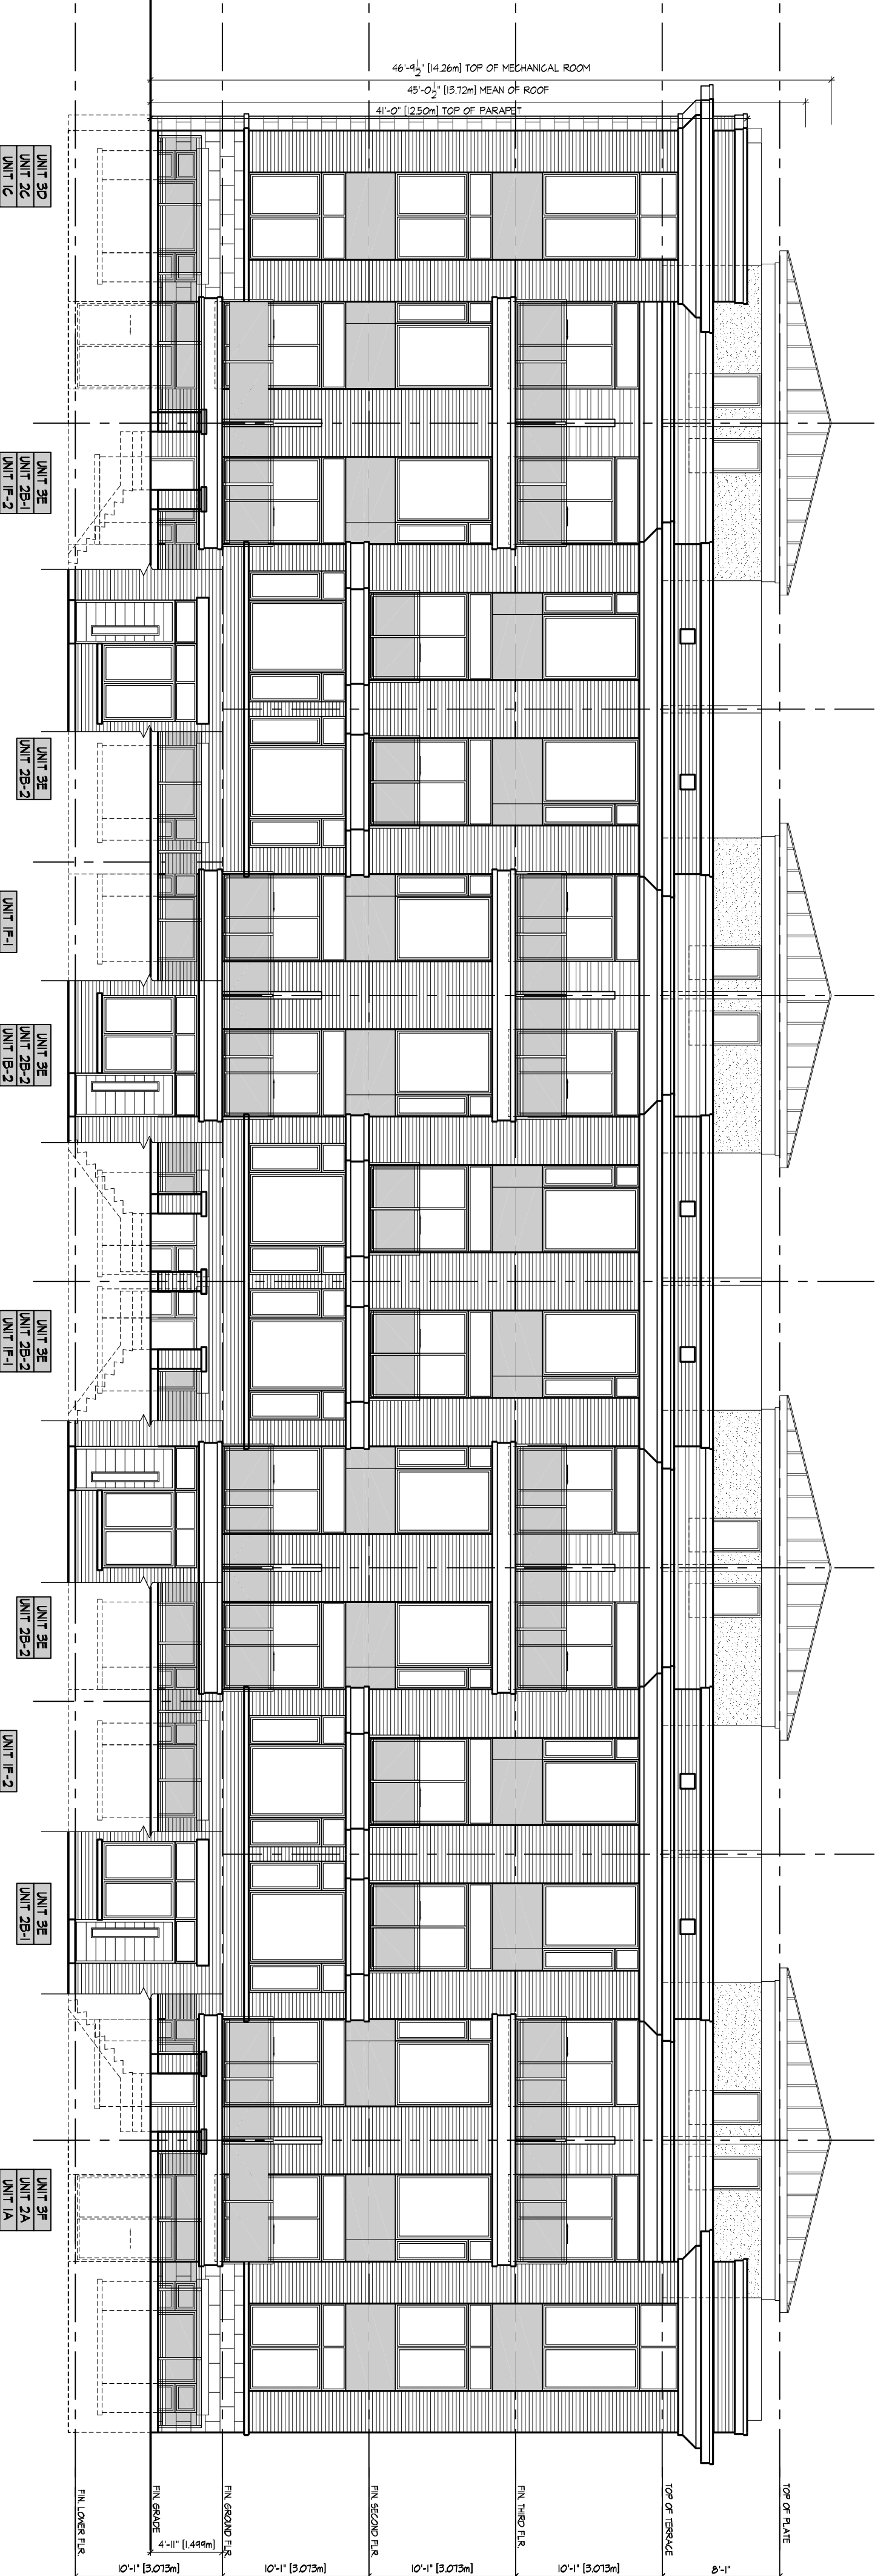 46'-9½" [14.26m] TOP OF MECHANICAL ROOM
45'-0½" [13.72m] MEAN OF ROOF
41'-0" [12.50m] TOP OF PARAPET
UNIT 3D
UNIT 2C
UNIT 1C
UNIT 3E
UNIT 2B-1
UNIT 1F-2
UNIT 3E
UNIT 2B-2
UNIT 1F-1
UNIT 3E
UNIT 2B-2
UNIT 1B-2
UNIT 3E
UNIT 2B-2
UNIT 1F-1
UNIT 3E
UNIT 2B-2
UNIT 1F-2
UNIT 3E
UNIT 2B-1
UNIT 3F
UNIT 2A
UNIT 1A
TOP OF PLATE
TOP OF TERRACE
FIN. THIRD FLR.
FIN. SECOND FLR.
FIN. GROUND FLR.
FIN. GRADE
FIN. LOWER FLR.
8'-1"
10'-1" [3.073m]
10'-1" [3.073m]
10'-1" [3.073m]
4'-11" [1.499m]
10'-1" [3.073m]